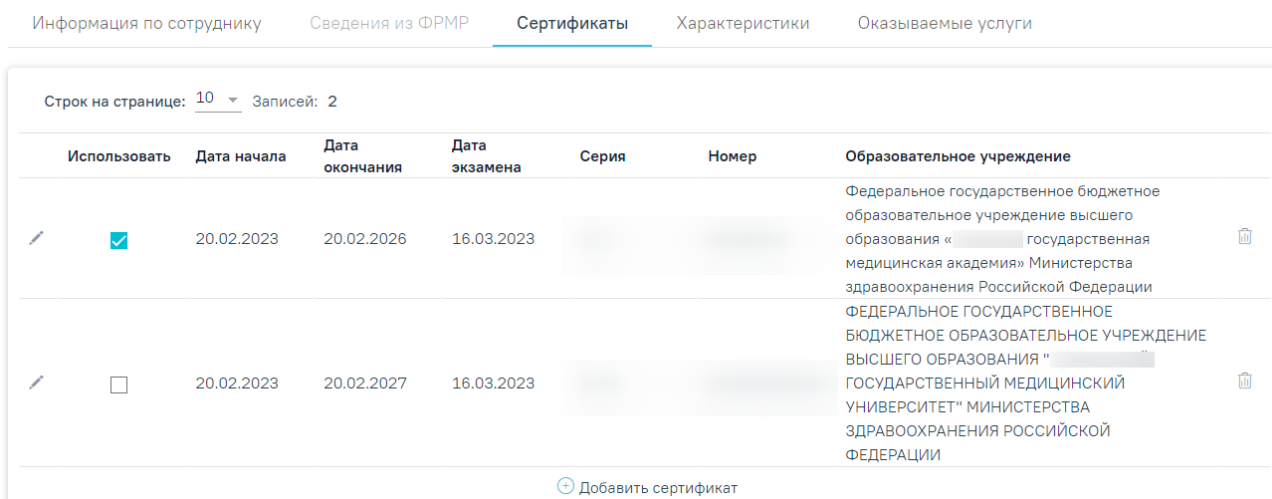 Информация по сотруднику Сведения из ФРМР Сертификаты Характеристики Оказываемые услуги
Строк на странице: 10 Записей: 2
Использовать Дата начала Дата окончания Дата экзамена Серия Номер Образовательное учреждение
20.02.2023 20.02.2026 16.03.2023
Федеральное государственное бюджетное
образовательное учреждение высшего
образования « государственная
медицинская академия» Министерства
здравоохранения Российской Федерации
20.02.2023 20.02.2027 16.03.2023
ФЕДЕРАЛЬНОЕ ГОСУДАРСТВЕННОЕ
БЮДЖЕТНОЕ ОБРАЗОВАТЕЛЬНОЕ УЧРЕЖДЕНИЕ
ВЫСШЕГО ОБРАЗОВАНИЯ "
ГОСУДАРСТВЕННЫЙ МЕДИЦИНСКИЙ
УНИВЕРСИТЕТ" МИНИСТЕРСТВА
ЗДРАВООХРАНЕНИЯ РОССИЙСКОЙ
ФЕДЕРАЦИИ
Добавить сертификат